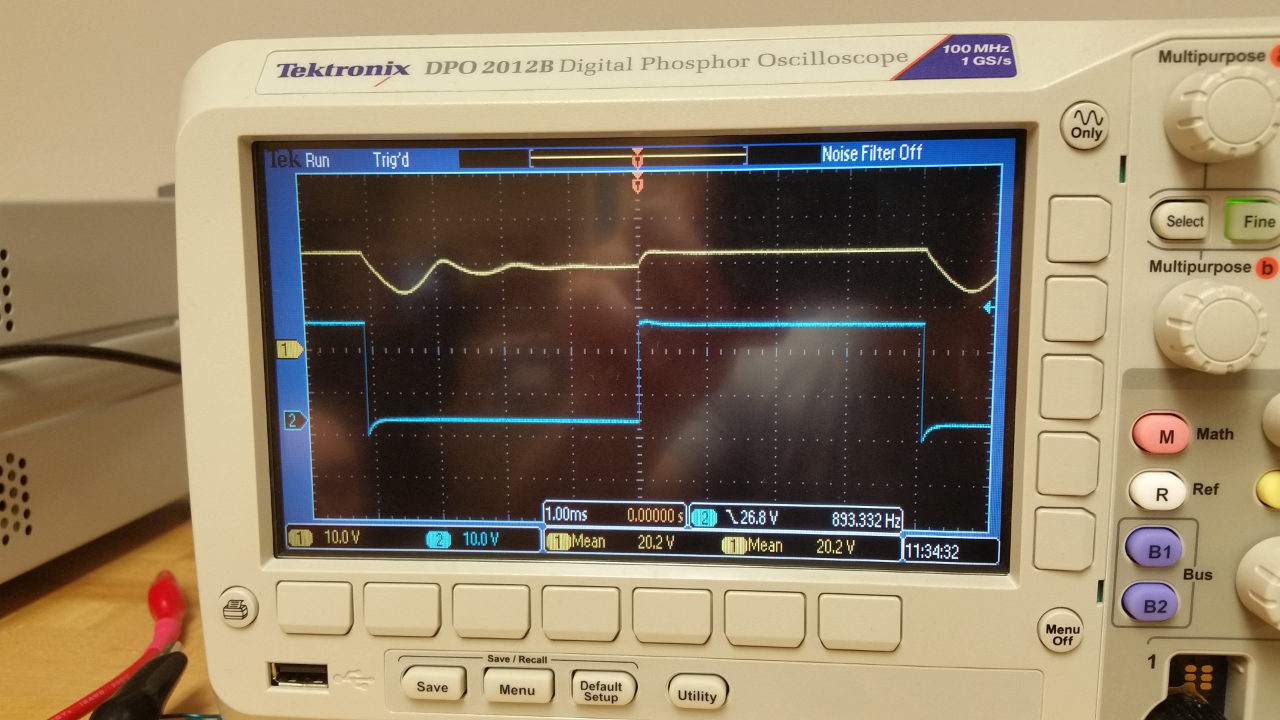 Tektronix DPO 2012B Digital Phosphor Oscilloscope
100 MHz
1 GS/s
Multipurpose a
Only
Tek Run Trig'd Noise Filter Off
T
T
Select
Fine
Multipurpose b
1
2
M Math
R Ref
B1
Bus
B2
1.00ms 0.00000 s
2 26.8 V 893.332 Hz
1 10.0 V 2 10.0 V
1 Mean 20.2 V 1 Mean 20.2 V
11:34:32
Menu Off
Save / Recall
Save
Menu
Default Setup
Utility
1